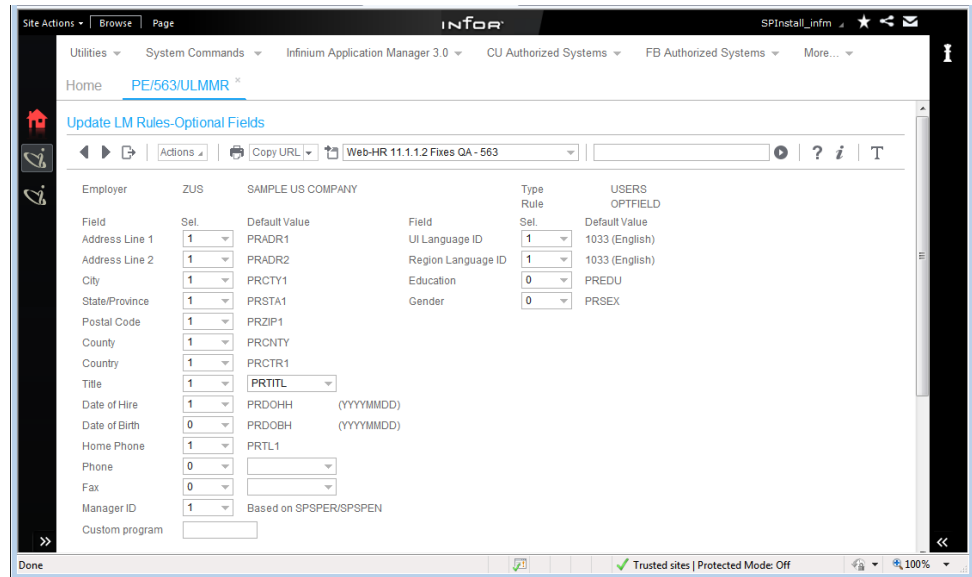 Site Actions Browse Page infor SPInstall_infm
Utilities System Commands Infinium Application Manager 3.0 CU Authorized Systems FB Authorized Systems More...
Home PE/563/ULMMR ×
Update LM Rules-Optional Fields
Actions Copy URL Web-HR 11.1.1.2 Fixes QA - 563 ? i T
Employer ZUS SAMPLE US COMPANY Type USERS
Rule OPTFIELD
Field Sel. Default Value Field Sel. Default Value
Address Line 1 1 PRADR1 UI Language ID 1 1033 (English)
Address Line 2 1 PRADR2 Region Language ID 1 1033 (English)
City 1 PRCTY1 Education 0 PREDU
State/Province 1 PRSTA1 Gender 0 PRSEX
Postal Code 1 PRZIP1
County 1 PRCNTY
Country 1 PRCTR1
Title 1 PRTITL
Date of Hire 1 PRDOHH (YYYYMMDD)
Date of Birth 0 PRDOBH (YYYYMMDD)
Home Phone 1 PRTL1
Phone 0
Fax 0
Manager ID 1 Based on SPSPER/SPSPEN
Custom program
Done Trusted sites | Protected Mode: Off 100%